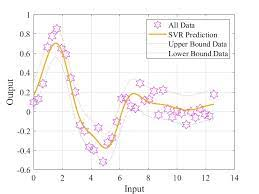 All Data
SVR Prediction
Upper Bound Data
Lower Bound Data
1
0.8
0.6
0.4
0.2
0
-0.2
-0.4
-0.6
Output
0 2 4 6 8 10 12 14
Input